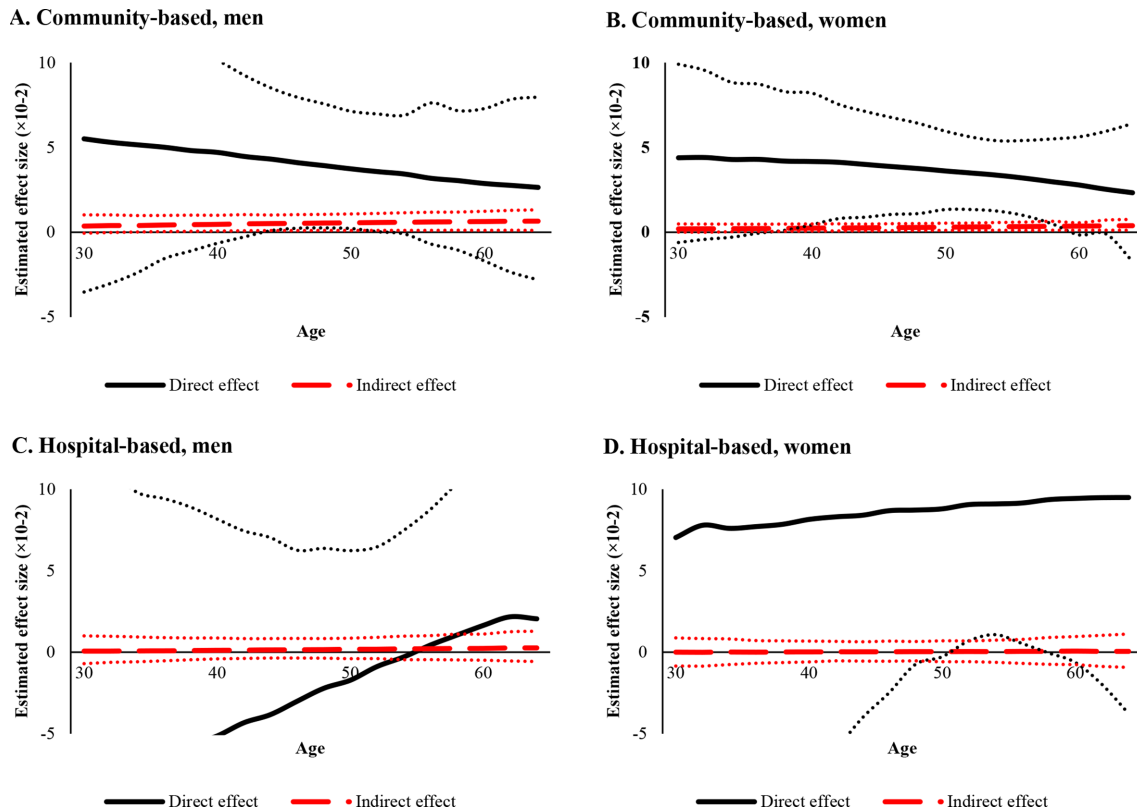 A. Community-based, men
Estimated effect size (×10-2)
10
5
0
-5
30
40
50
60
Age
Direct effect
Indirect effect
B. Community-based, women
Estimated effect size (×10-2)
10
5
0
-5
30
40
50
60
Age
Direct effect
Indirect effect
C. Hospital-based, men
Estimated effect size (×10-2)
10
5
0
-5
30
40
50
60
Age
Direct effect
Indirect effect
D. Hospital-based, women
Estimated effect size (×10-2)
10
5
0
-5
30
40
50
60
Age
Direct effect
Indirect effect